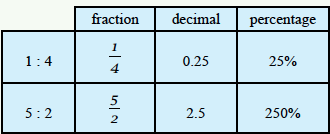 fraction decimal percentage
1 : 4 1/4 0.25 25%
5 : 2 5/2 2.5 250%